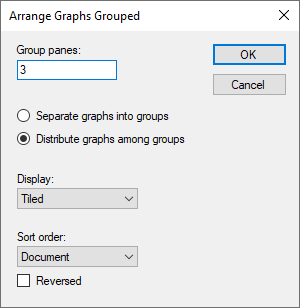 Arrange Graphs Grouped
Group panes:
3
OK
Cancel
Separate graphs into groups
Distribute graphs among groups
Display:
Tiled
Sort order:
Document
Reversed